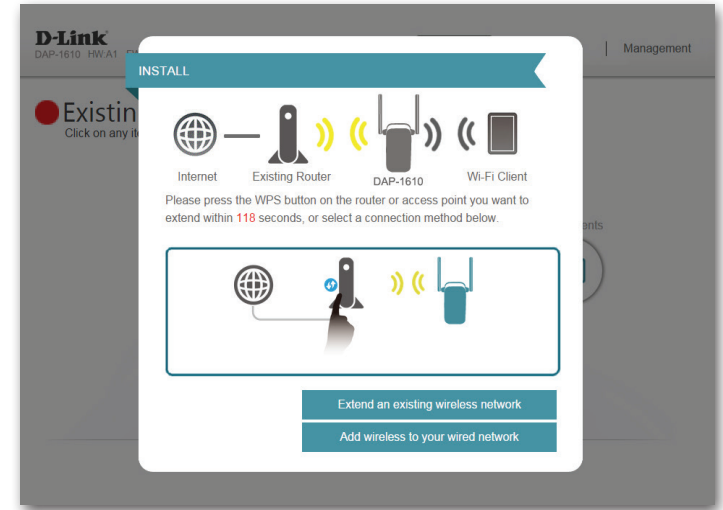 D-Link
DAP-1610 HW:A1
Management
INSTALL
Existin
Click on any
Internet
Existing Router
DAP-1610
Wi-Fi Client
Please press the WPS button on the router or access point you want to
extend within 118 seconds, or select a connection method below.
ents
Extend an existing wireless network
Add wireless to your wired network